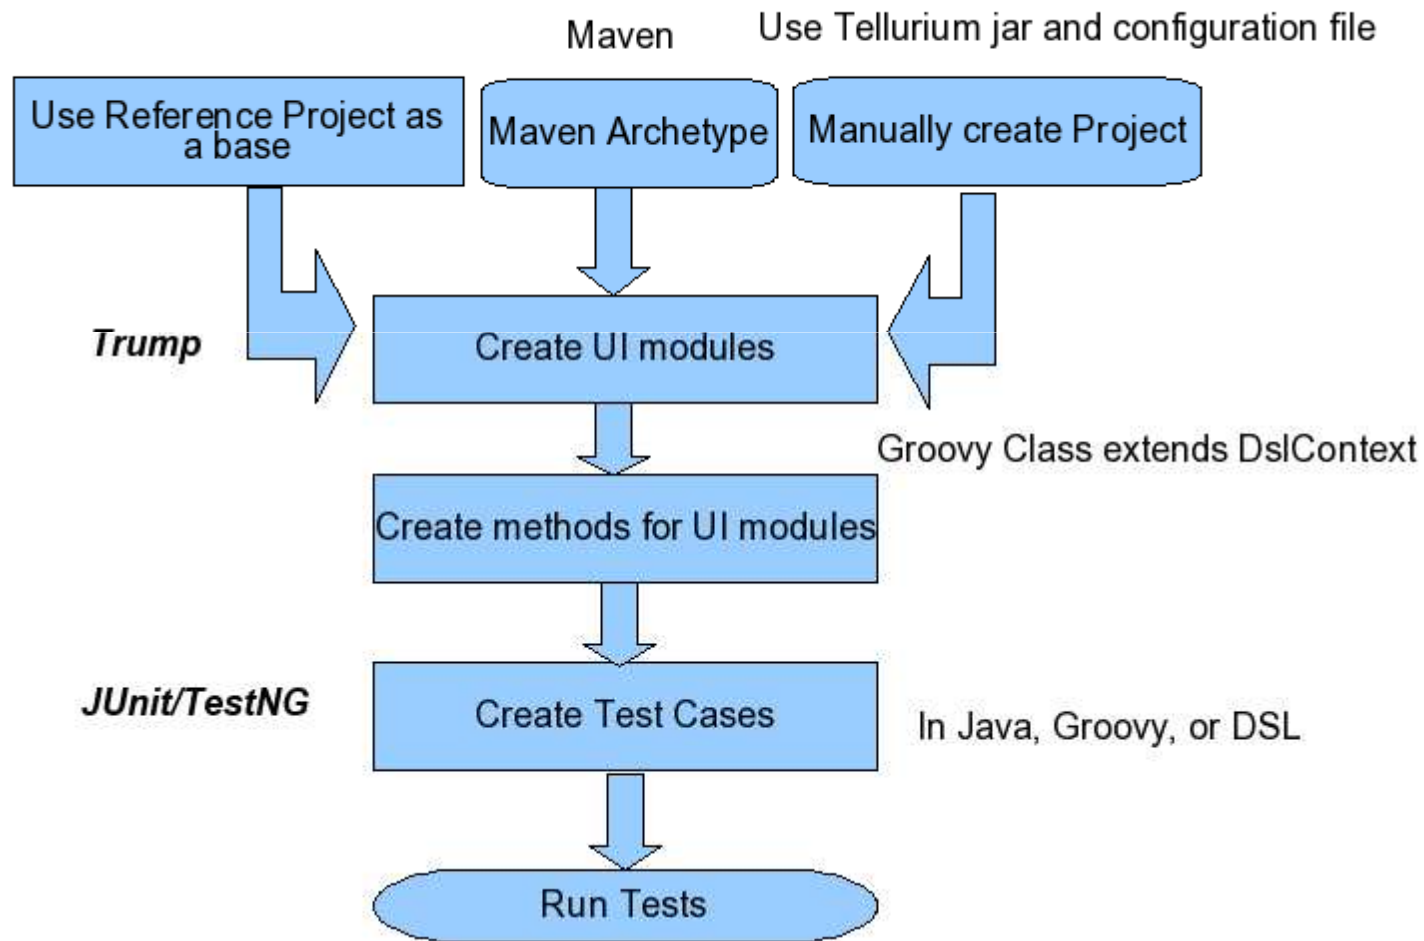 Maven
Use Tellurium jar and configuration file
Use Reference Project as
a base
Maven Archetype
Manually create Project
Trump
Create UI modules
Groovy Class extends DslContext
Create methods for UI modules
JUnit/TestNG
Create Test Cases
In Java, Groovy, or DSL
Run Tests